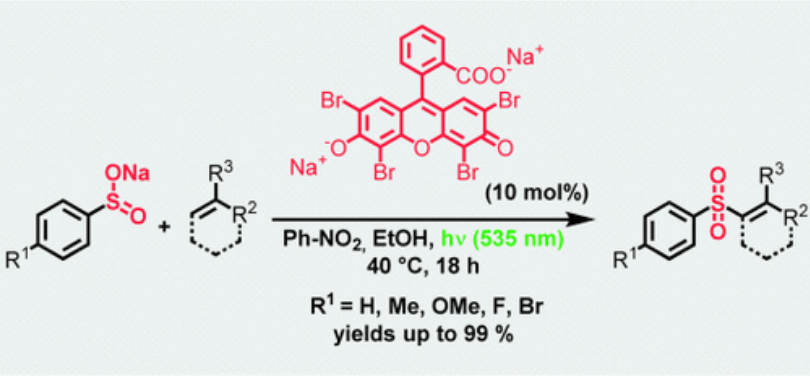 COO⁻ Na⁺
Br Br
⁻O O O
Na⁺ Br Br
ONa
S O
R³
R²
R¹
+
(10 mol%)
Ph-NO₂, EtOH, hν (535 nm)
40 °C, 18 h
R¹ = H, Me, OMe, F, Br
yields up to 99 %
O R³
S R²
O
R¹